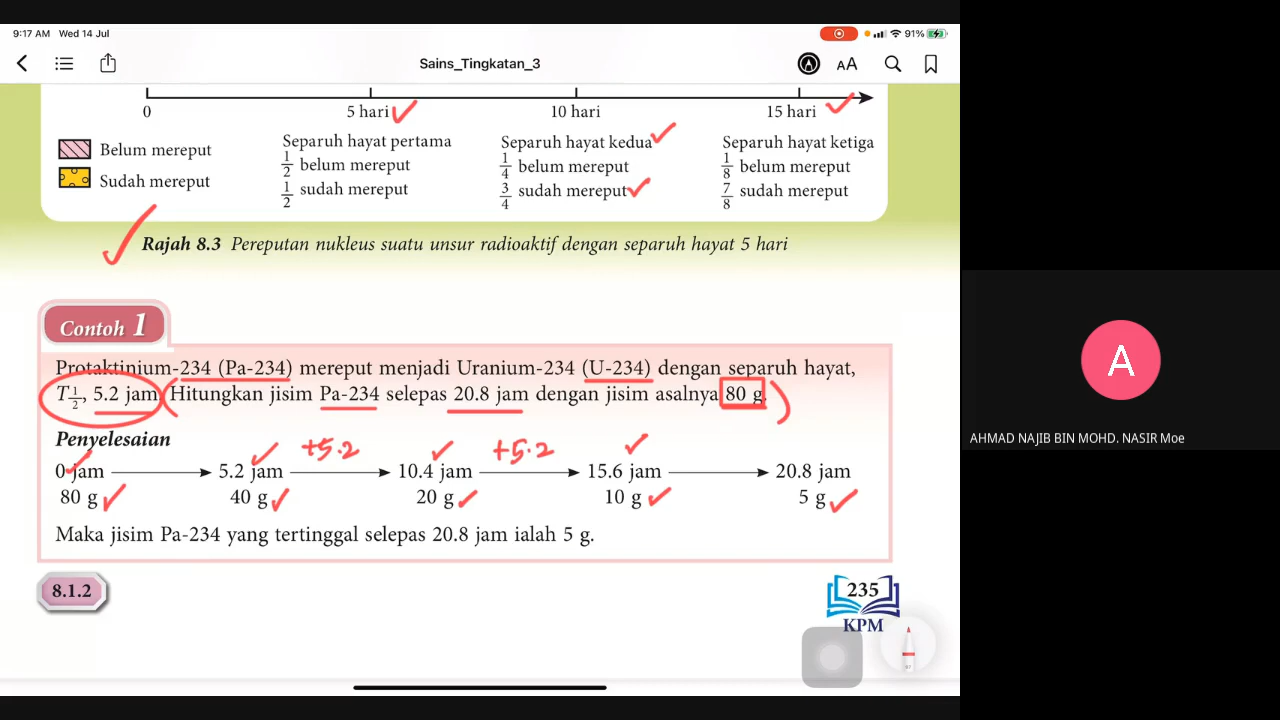 9:17 AM Wed 14 Jul
91%
Sains_Tingkatan_3
AA
0 5 hari 10 hari 15 hari
Belum mereput
Sudah mereput
Separuh hayat pertama
1/2 belum mereput
1/2 sudah mereput
Separuh hayat kedua
1/4 belum mereput
3/4 sudah mereput
Separuh hayat ketiga
1/8 belum mereput
7/8 sudah mereput
Rajah 8.3 Pereputan nukleus suatu unsur radioaktif dengan separuh hayat 5 hari
Contoh 1
Protaktinium-234 (Pa-234) mereput menjadi Uranium-234 (U-234) dengan separuh hayat,
T 1/2, 5.2 jam. Hitungkan jisim Pa-234 selepas 20.8 jam dengan jisim asalnya 80 g.
Penyelesaian
+5.2 +5.2
0 jam 5.2 jam 10.4 jam 15.6 jam 20.8 jam
80 g 40 g 20 g 10 g 5 g
Maka jisim Pa-234 yang tertinggal selepas 20.8 jam ialah 5 g.
8.1.2
235
KPM
A
AHMAD NAJIB BIN MOHD. NASIR Moe